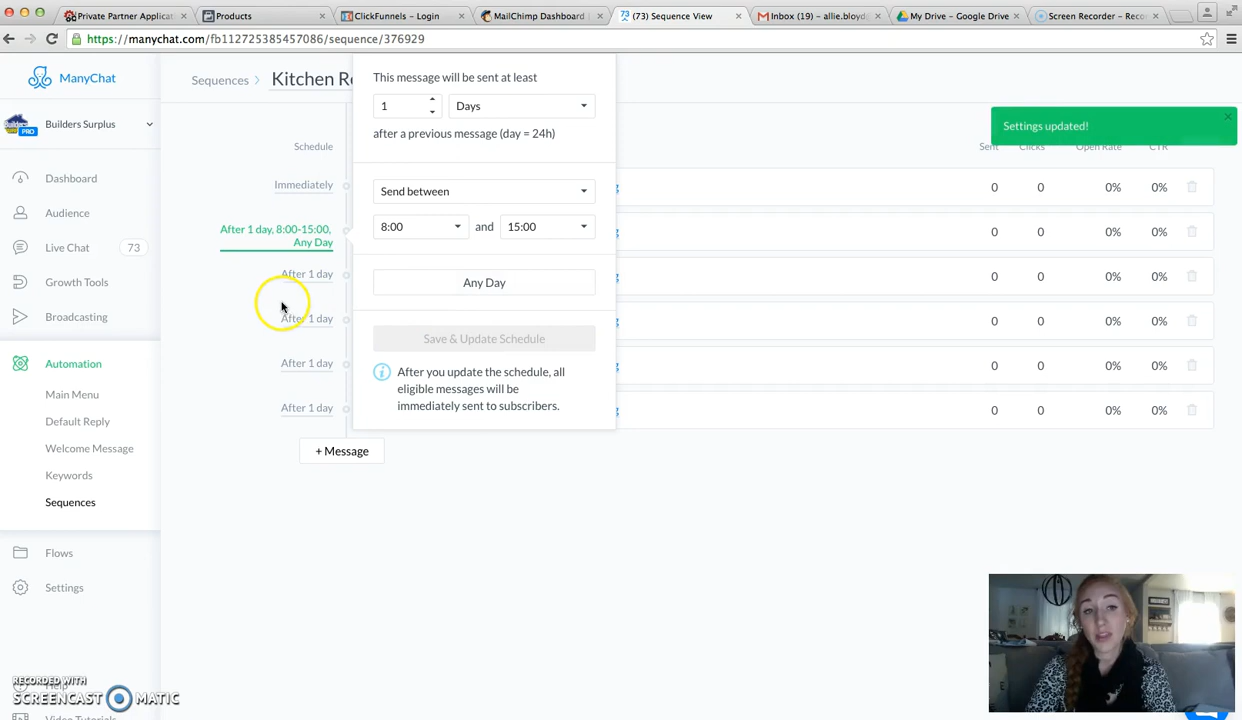 Private Partner Applicat
Products
ClickFunnels - Login
MailChimp Dashboard
(73) Sequence View
Inbox (19) - allie.bloyd@
My Drive - Google Drive
Screen Recorder - Reco
https://manychat.com/fb112725385457086/sequence/376929
ManyChat
Sequences > Kitchen Re
Builders Surplus
PRO
Dashboard
Audience
Live Chat 73
Growth Tools
Broadcasting
Automation
Main Menu
Default Reply
Welcome Message
Keywords
Sequences
Flows
Settings
Help
Video Tutorials
Schedule
Immediately
After 1 day, 8:00-15:00,
Any Day
After 1 day
After 1 day
After 1 day
After 1 day
+ Message
This message will be sent at least
1 Days
after a previous message (day = 24h)
Send between
8:00 and 15:00
Any Day
Save & Update Schedule
After you update the schedule, all
eligible messages will be
immediately sent to subscribers.
Settings updated!
Sent Clicks Open Rate CTR
0 0 0% 0%
0 0 0% 0%
0 0 0% 0%
0 0 0% 0%
0 0 0% 0%
0 0 0% 0%
RECORDED WITH
SCREENCAST MATIC